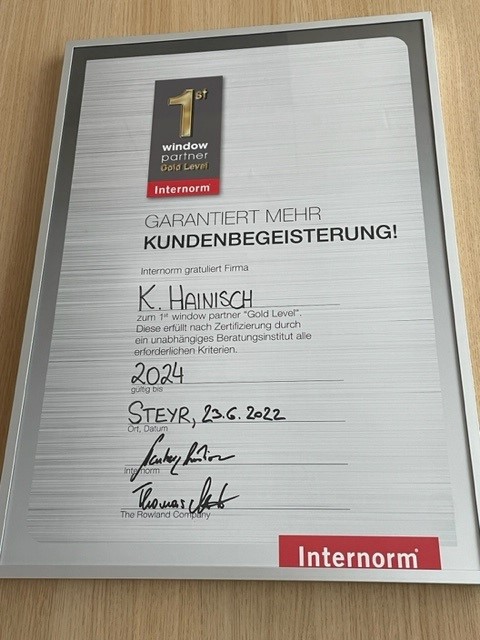 1st
window
partner
Gold Level
Internorm
GARANTIERT MEHR
KUNDENBEGEISTERUNG!
Internorm gratuliert Firma
K. HAINISCH
zum 1st window partner "Gold Level".
Diese erfüllt nach Zertifizierung durch
ein unabhängiges Beratungsinstitut alle
erforderlichen Kriterien.
2024
gültig bis
STEYR, 23.6.2022
Ort, Datum
Internorm
Thomas
The Rowland Company
Internorm®